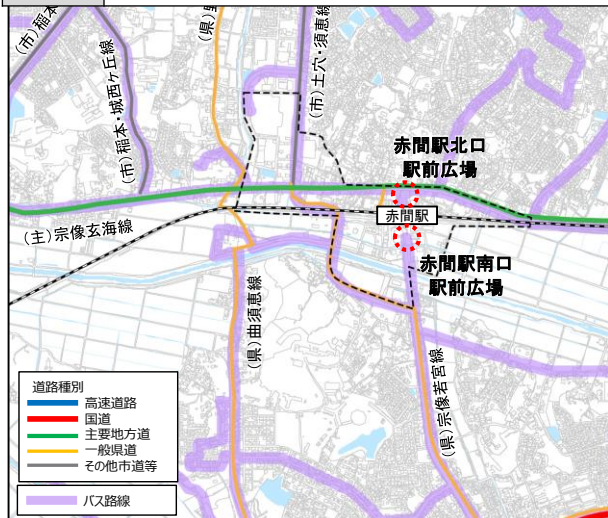 (市)稲本
(県)
(市)稲本・城西ヶ丘線
(市)土穴・須恵線
赤間駅北口
駅前広場
赤間駅
(主)宗像玄海線
赤間駅南口
駅前広場
(県)曲須恵線
(県)宗像若宮線
道路種別
高速道路
国道
主要地方道
一般県道
その他市道等
バス路線